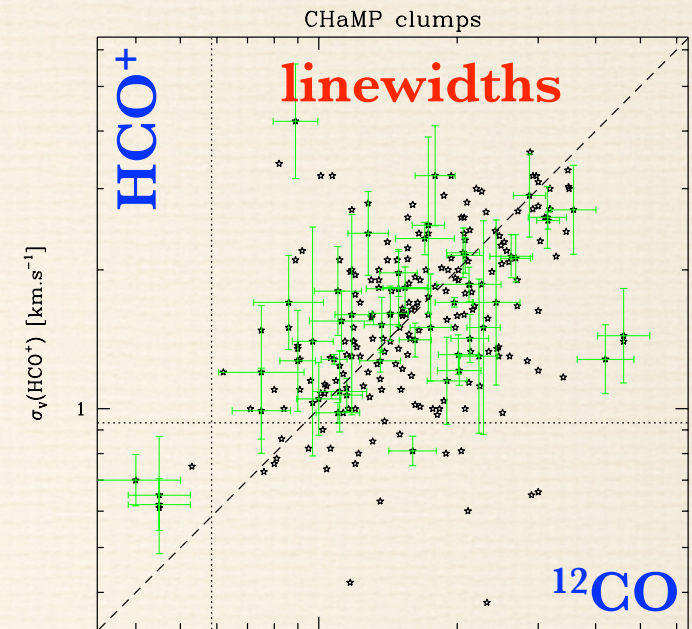 CHaMP clumps
HCO⁺
linewidths
σᵥ(HCO⁺) [km.s⁻¹]
1
¹²CO